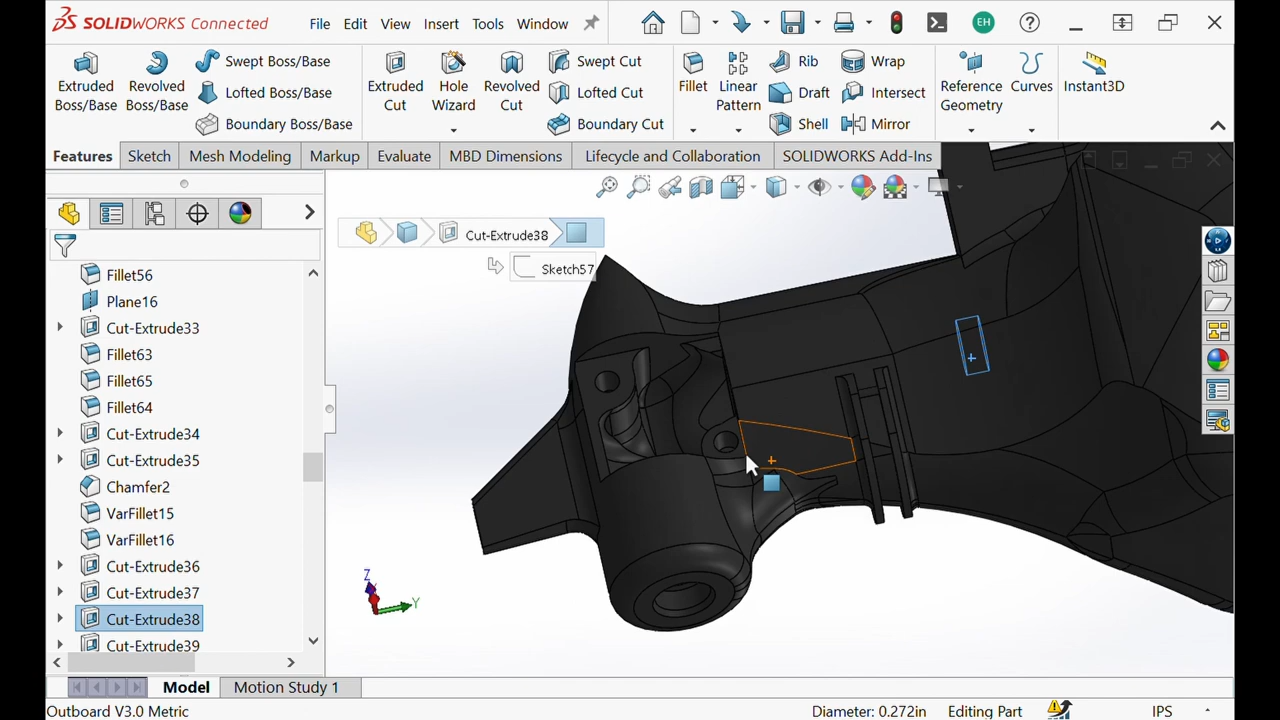 SOLIDWORKS Connected
File Edit View Insert Tools Window
EH
Extruded Boss/Base
Revolved Boss/Base
Swept Boss/Base
Lofted Boss/Base
Boundary Boss/Base
Extruded Cut
Hole Wizard
Revolved Cut
Swept Cut
Lofted Cut
Boundary Cut
Fillet
Linear Pattern
Rib
Draft
Shell
Wrap
Intersect
Mirror
Reference Geometry
Curves
Instant3D
Features Sketch Mesh Modeling Markup Evaluate MBD Dimensions Lifecycle and Collaboration SOLIDWORKS Add-Ins
Cut-Extrude38
Sketch57
Fillet56
Plane16
Cut-Extrude33
Fillet63
Fillet65
Fillet64
Cut-Extrude34
Cut-Extrude35
Chamfer2
VarFillet15
VarFillet16
Cut-Extrude36
Cut-Extrude37
Cut-Extrude38
Cut-Extrude39
Z
Y
Model Motion Study 1
Outboard V3.0 Metric Diameter: 0.272in Editing Part IPS